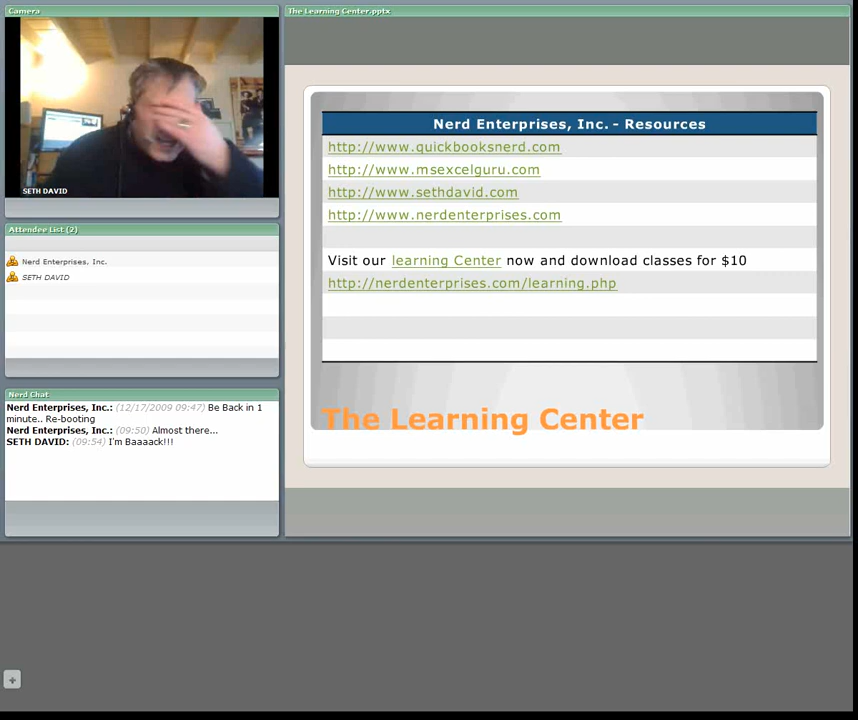 Camera
SETH DAVID
Attendee List (2)
Nerd Enterprises, Inc.
SETH DAVID
Nerd Chat
Nerd Enterprises, Inc.: (12/17/2009 09:47) Be Back in 1
minute.. Re-booting
Nerd Enterprises, Inc.: (09:50) Almost there...
SETH DAVID: (09:54) I'm Baaaack!!!
The Learning Center.pptx
Nerd Enterprises, Inc. - Resources
http://www.quickbooksnerd.com
http://www.msexcelguru.com
http://www.sethdavid.com
http://www.nerdenterprises.com
Visit our learning Center now and download classes for $10
http://nerdenterprises.com/learning.php
The Learning Center